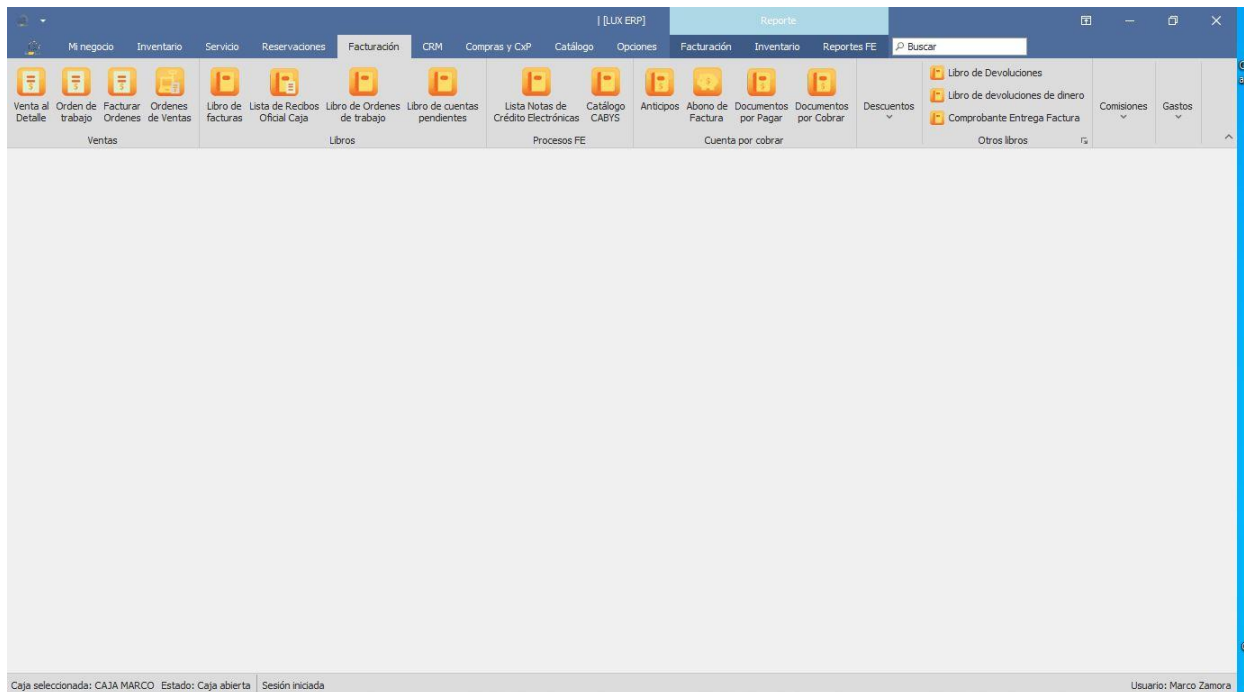 | [LUX ERP]
Reporte
Mi negocio Inventario Servicio Reservaciones Facturación CRM Compras y CxP Catálogo Opciones Facturación Inventario Reportes FE Buscar
Venta al Detalle
Orden de trabajo
Facturar Ordenes
Ordenes de Ventas
Ventas
Libro de facturas
Lista de Recibos Oficial Caja
Libro de Ordenes de trabajo
Libro de cuentas pendientes
Libros
Lista Notas de Crédito Electrónicas
Catálogo CABYS
Procesos FE
Anticipos
Abono de Factura
Documentos por Pagar
Documentos por Cobrar
Cuenta por cobrar
Descuentos
Libro de Devoluciones
Libro de devoluciones de dinero
Comprobante Entrega Factura
Otros libros
Comisiones
Gastos
Caja seleccionada: CAJA MARCO Estado: Caja abierta Sesión iniciada Usuario: Marco Zamora